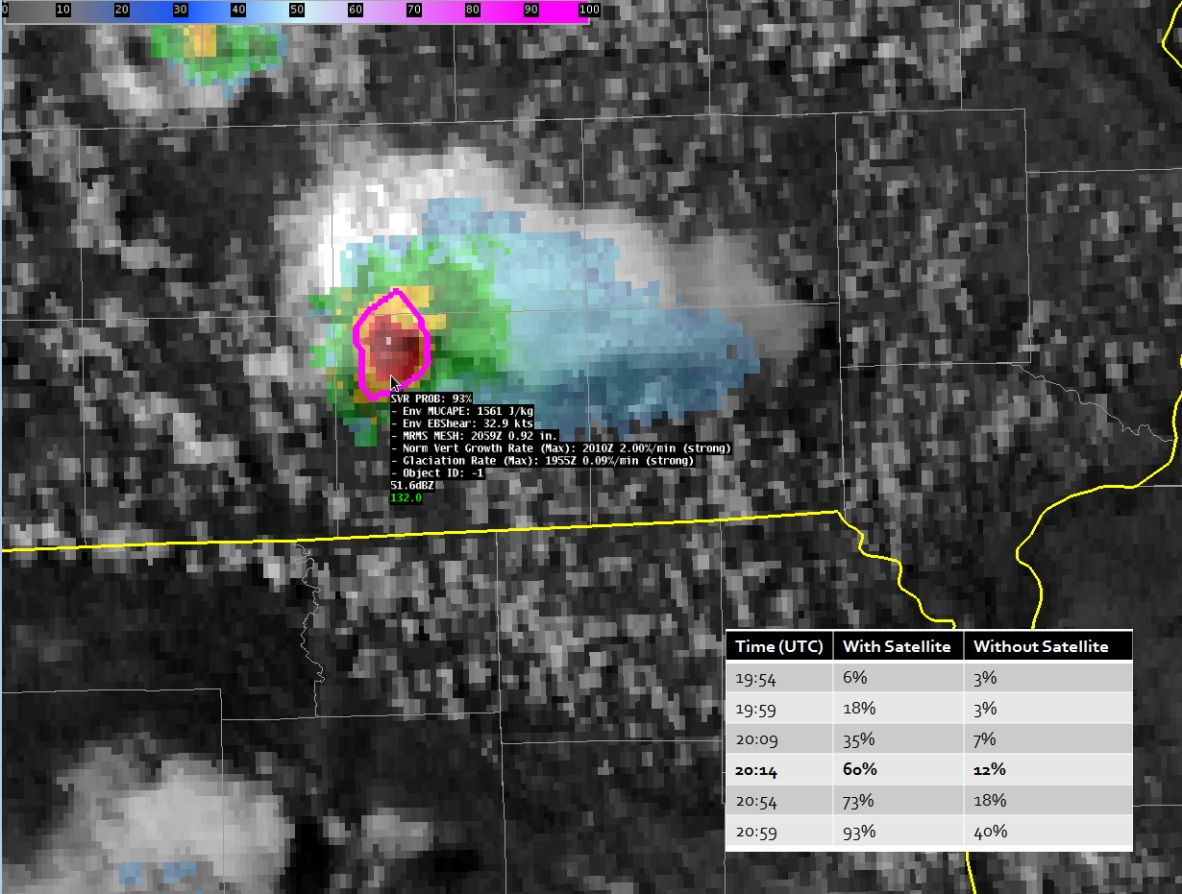 0 10 20 30 40 50 60 70 80 90 100
SVR PROB: 93%
- Env MUCAPE: 1561 J/kg
- Env EBShear: 32.9 kts
- MRMS MESH: 2059Z 0.92 in.
- Norm Vert Growth Rate (Max): 2010Z 2.00%/min (strong)
- Glaciation Rate (Max): 1955Z 0.09%/min (strong)
- Object ID: -1
51.6dBZ
132.0
Time (UTC) With Satellite Without Satellite
19:54 6% 3%
19:59 18% 3%
20:09 35% 7%
20:14 60% 12%
20:54 73% 18%
20:59 93% 40%